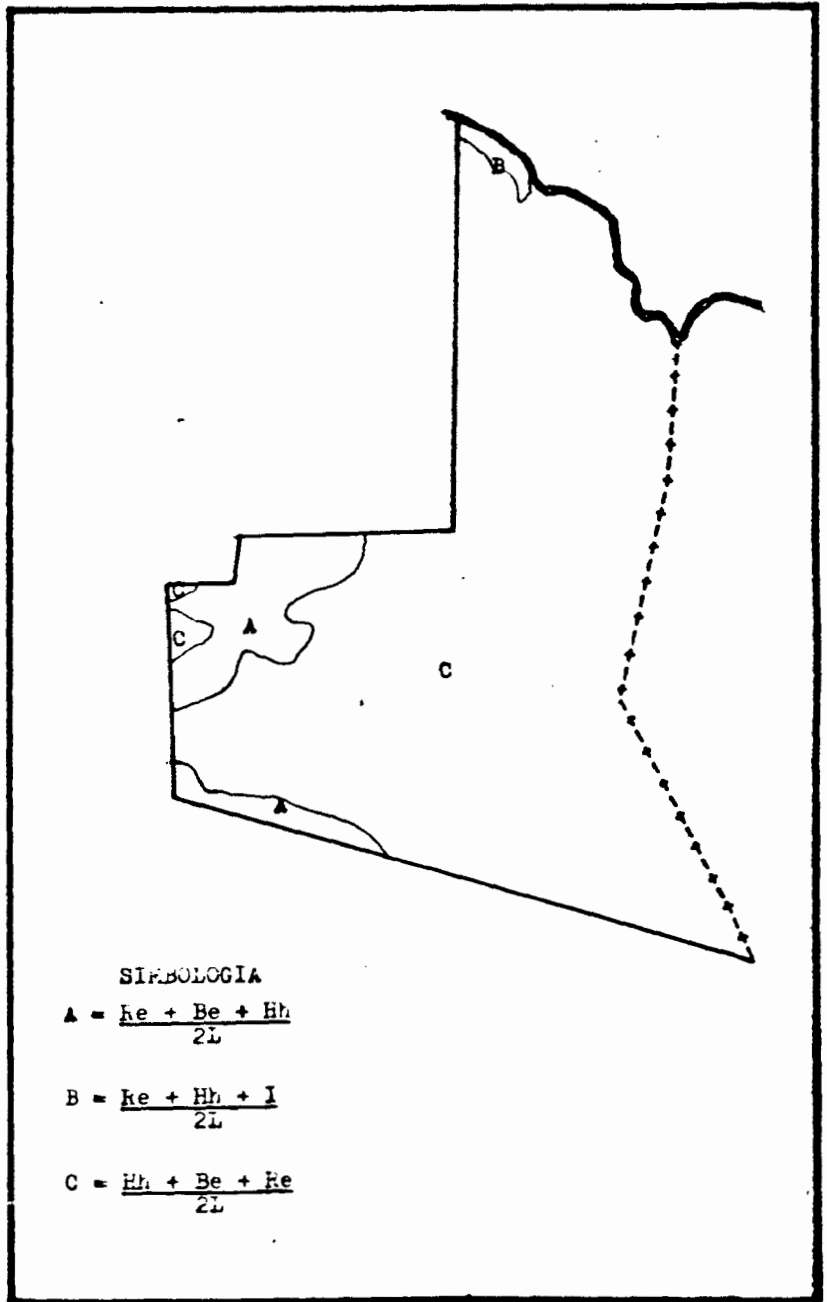 B
C
A
C
C
A
SIMBOLOGIA
A = Re + Be + Hh
2L
B = Re + Hh + I
2L
C = Hh + Be + Re
2L